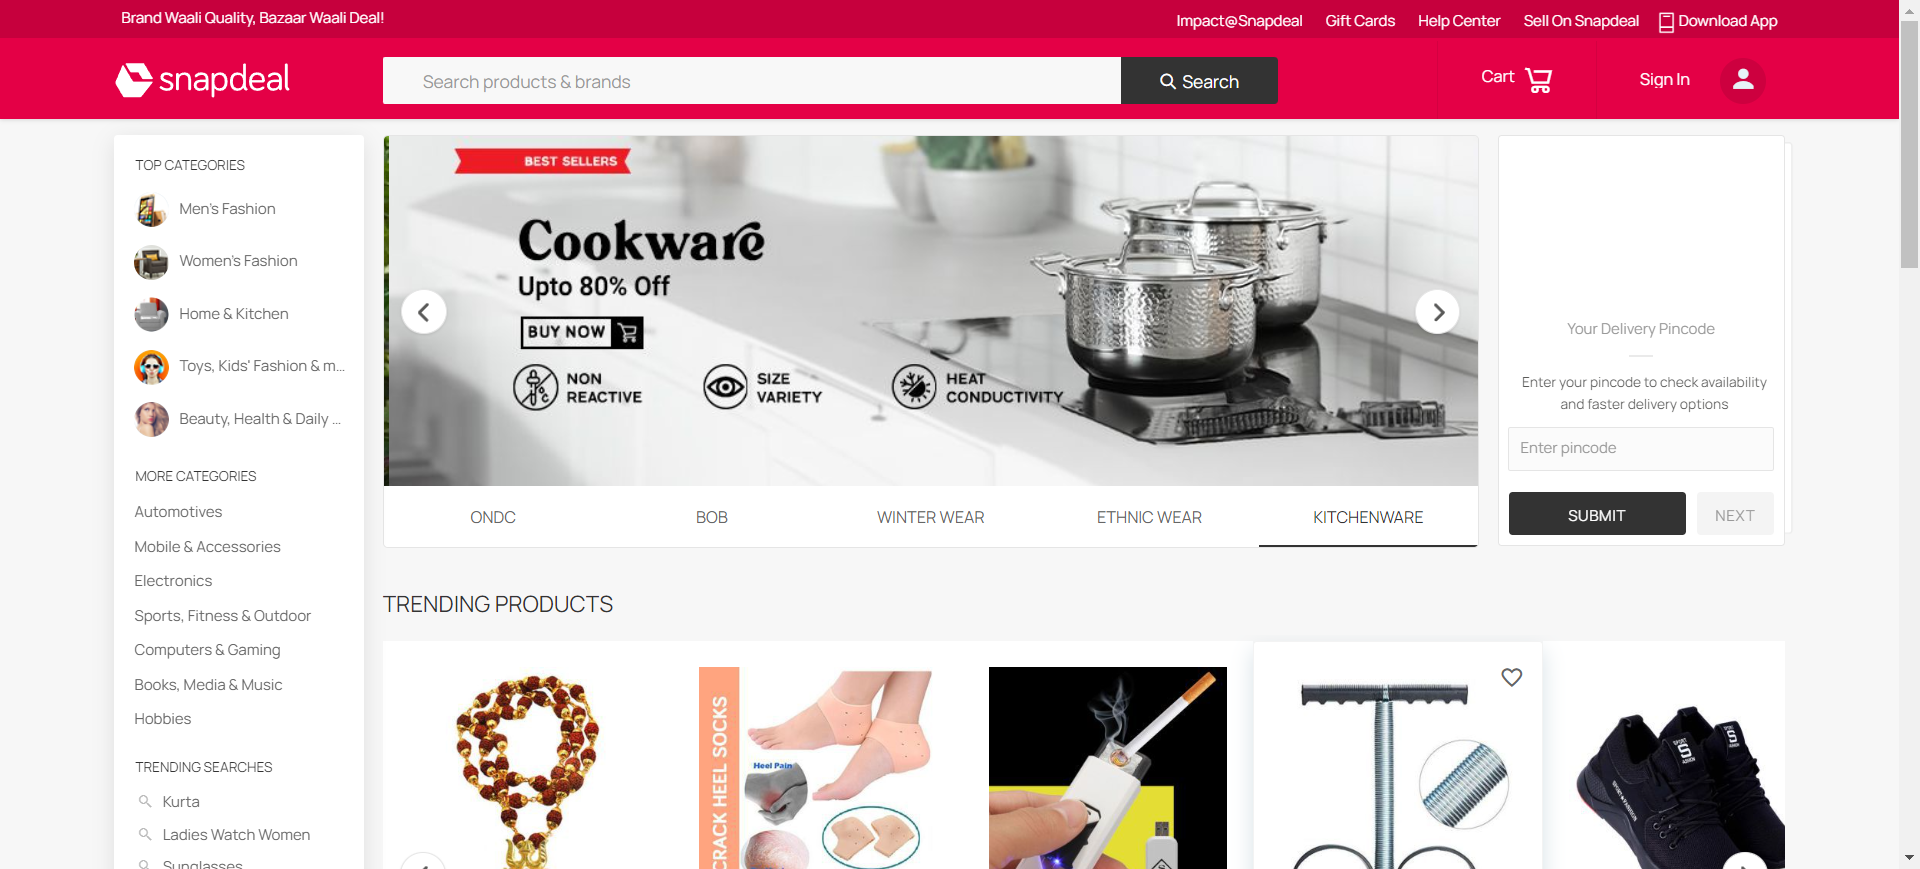 Brand Waali Quality, Bazaar Waali Deal!
Impact@Snapdeal
Gift Cards
Help Center
Sell On Snapdeal
Download App
snapdeal
Search products & brands
Search
Cart
Sign In
TOP CATEGORIES
Men's Fashion
Women's Fashion
Home & Kitchen
Toys, Kids' Fashion & m...
Beauty, Health & Daily ...
MORE CATEGORIES
Automotives
Mobile & Accessories
Electronics
Sports, Fitness & Outdoor
Computers & Gaming
Books, Media & Music
Hobbies
TRENDING SEARCHES
Kurta
Ladies Watch Women
Sunglasses
BEST SELLERS
Cookware
Upto 80% Off
BUY NOW
NON
REACTIVE
SIZE
VARIETY
HEAT
CONDUCTIVITY
ONDC
BOB
WINTER WEAR
ETHNIC WEAR
KITCHENWARE
Your Delivery Pincode
Enter your pincode to check availability
and faster delivery options
Enter pincode
SUBMIT
NEXT
TRENDING PRODUCTS
CRACK HEEL SOCKS
Heel Pain
SPORT
S